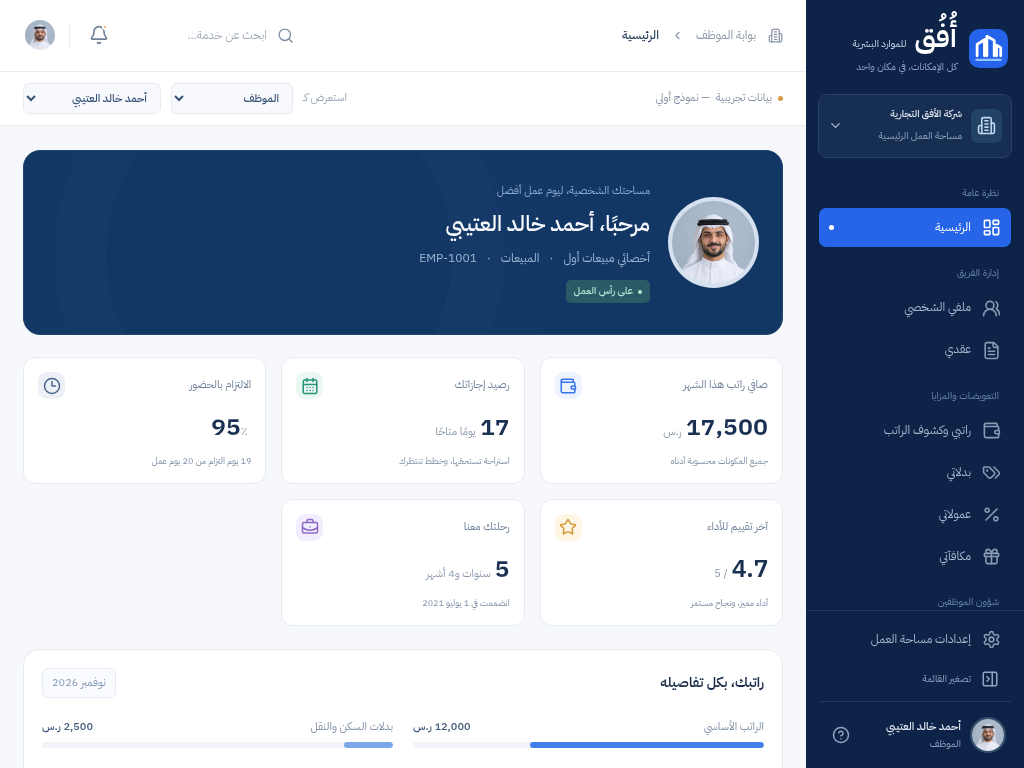 أُفُق للموارد البشرية
كل الإمكانات، في مكان واحد
شركة الأفق التجارية
مساحة العمل الرئيسية
نظرة عامة
الرئيسية
إدارة الفريق
ملفي الشخصي
عقدي
التعويضات والمزايا
راتبي وكشوف الراتب
بدلاتي
عمولاتي
مكافآتي
شؤون الموظفين
إعدادات مساحة العمل
تصغير القائمة
أحمد خالد العتيبي
الموظف
بوابة الموظف
الرئيسية
ابحث عن خدمة...
بيانات تجريبية — نموذج أولي
استعرض كـ
الموظف
أحمد خالد العتيبي
مساحتك الشخصية، ليوم عمل أفضل
مرحبًا، أحمد خالد العتيبي
أخصائي مبيعات أول · المبيعات · EMP-1001
على رأس العمل
صافي راتب هذا الشهر
17,500 ر.س
جميع المكونات محسوبة أدناه
رصيد إجازاتك
17 يومًا متاحًا
استراحة تستحقها، وخطط تنتظرك
الالتزام بالحضور
95٪
19 يوم التزام من 20 يوم عمل
آخر تقييم للأداء
4.7 / 5
أداء مميز، ونجاح مستمر
رحلتك معنا
5 سنوات و4 أشهر
انضممت في 1 يوليو 2021
راتبك، بكل تفاصيله
نوفمبر 2026
الراتب الأساسي
12,000 ر.س
بدلات السكن والنقل
2,500 ر.س